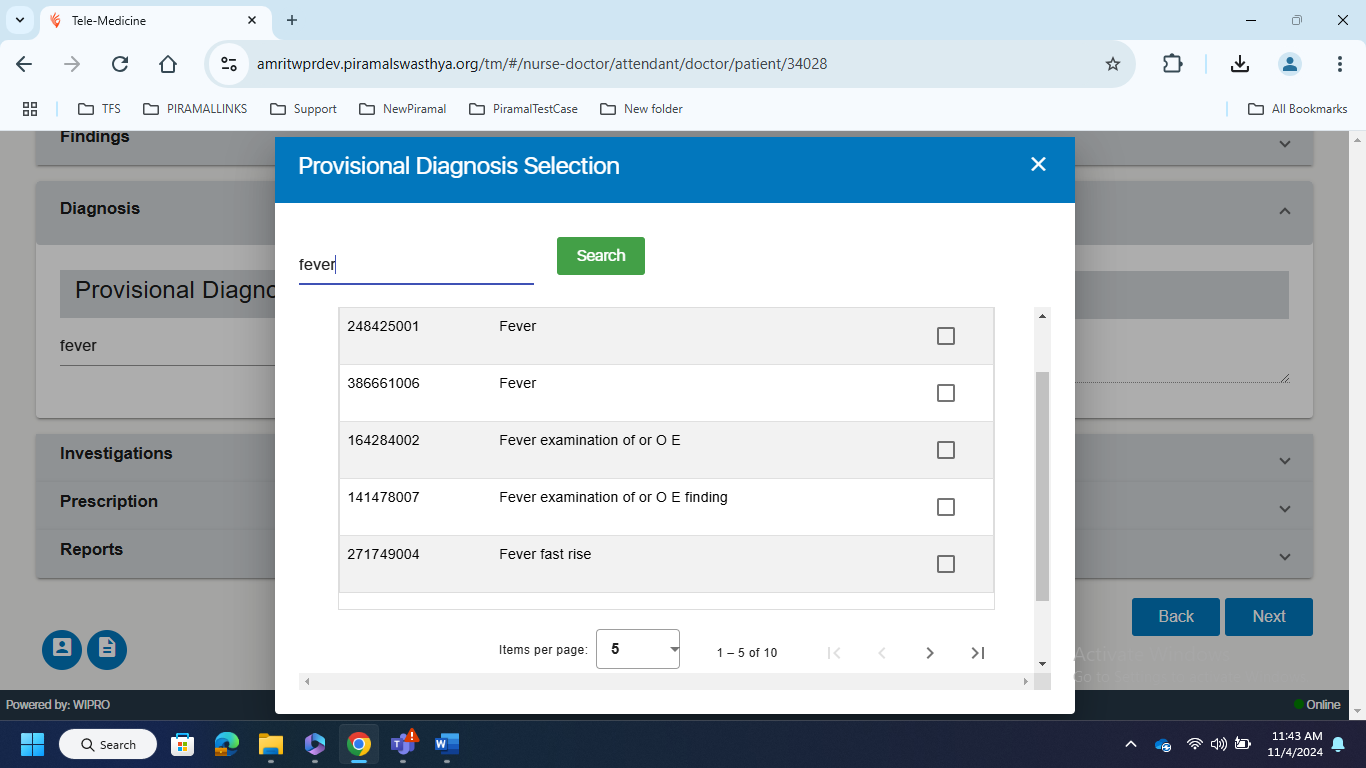 Tele-Medicine
amritwprdev.piramalswasthya.org/tm/#/nurse-doctor/attendant/doctor/patient/34028
TFS PIRAMALLINKS Support NewPiramal PiramalTestCase New folder All Bookmarks
Findings
Provisional Diagnosis Selection
Diagnosis
fever
Search
Provisional Diagno
fever
248425001 Fever
386661006 Fever
164284002 Fever examination of or O E
141478007 Fever examination of or O E finding
271749004 Fever fast rise
Investigations
Prescription
Reports
Back Next
Items per page: 5 1 – 5 of 10
Powered by: WIPRO
Online
Search
11:43 AM
11/4/2024